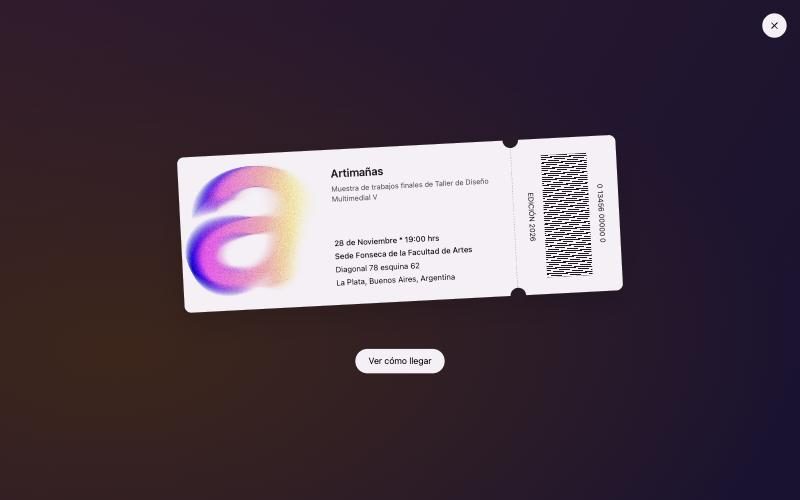 a
Artimañas
Muestra de trabajos finales de Taller de Diseño
Multimedial V
28 de Noviembre * 19:00 hrs
Sede Fonseca de la Facultad de Artes
Diagonal 78 esquina 62
La Plata, Buenos Aires, Argentina
EDICIÓN 2026
0 13456 00000 0
Ver cómo llegar